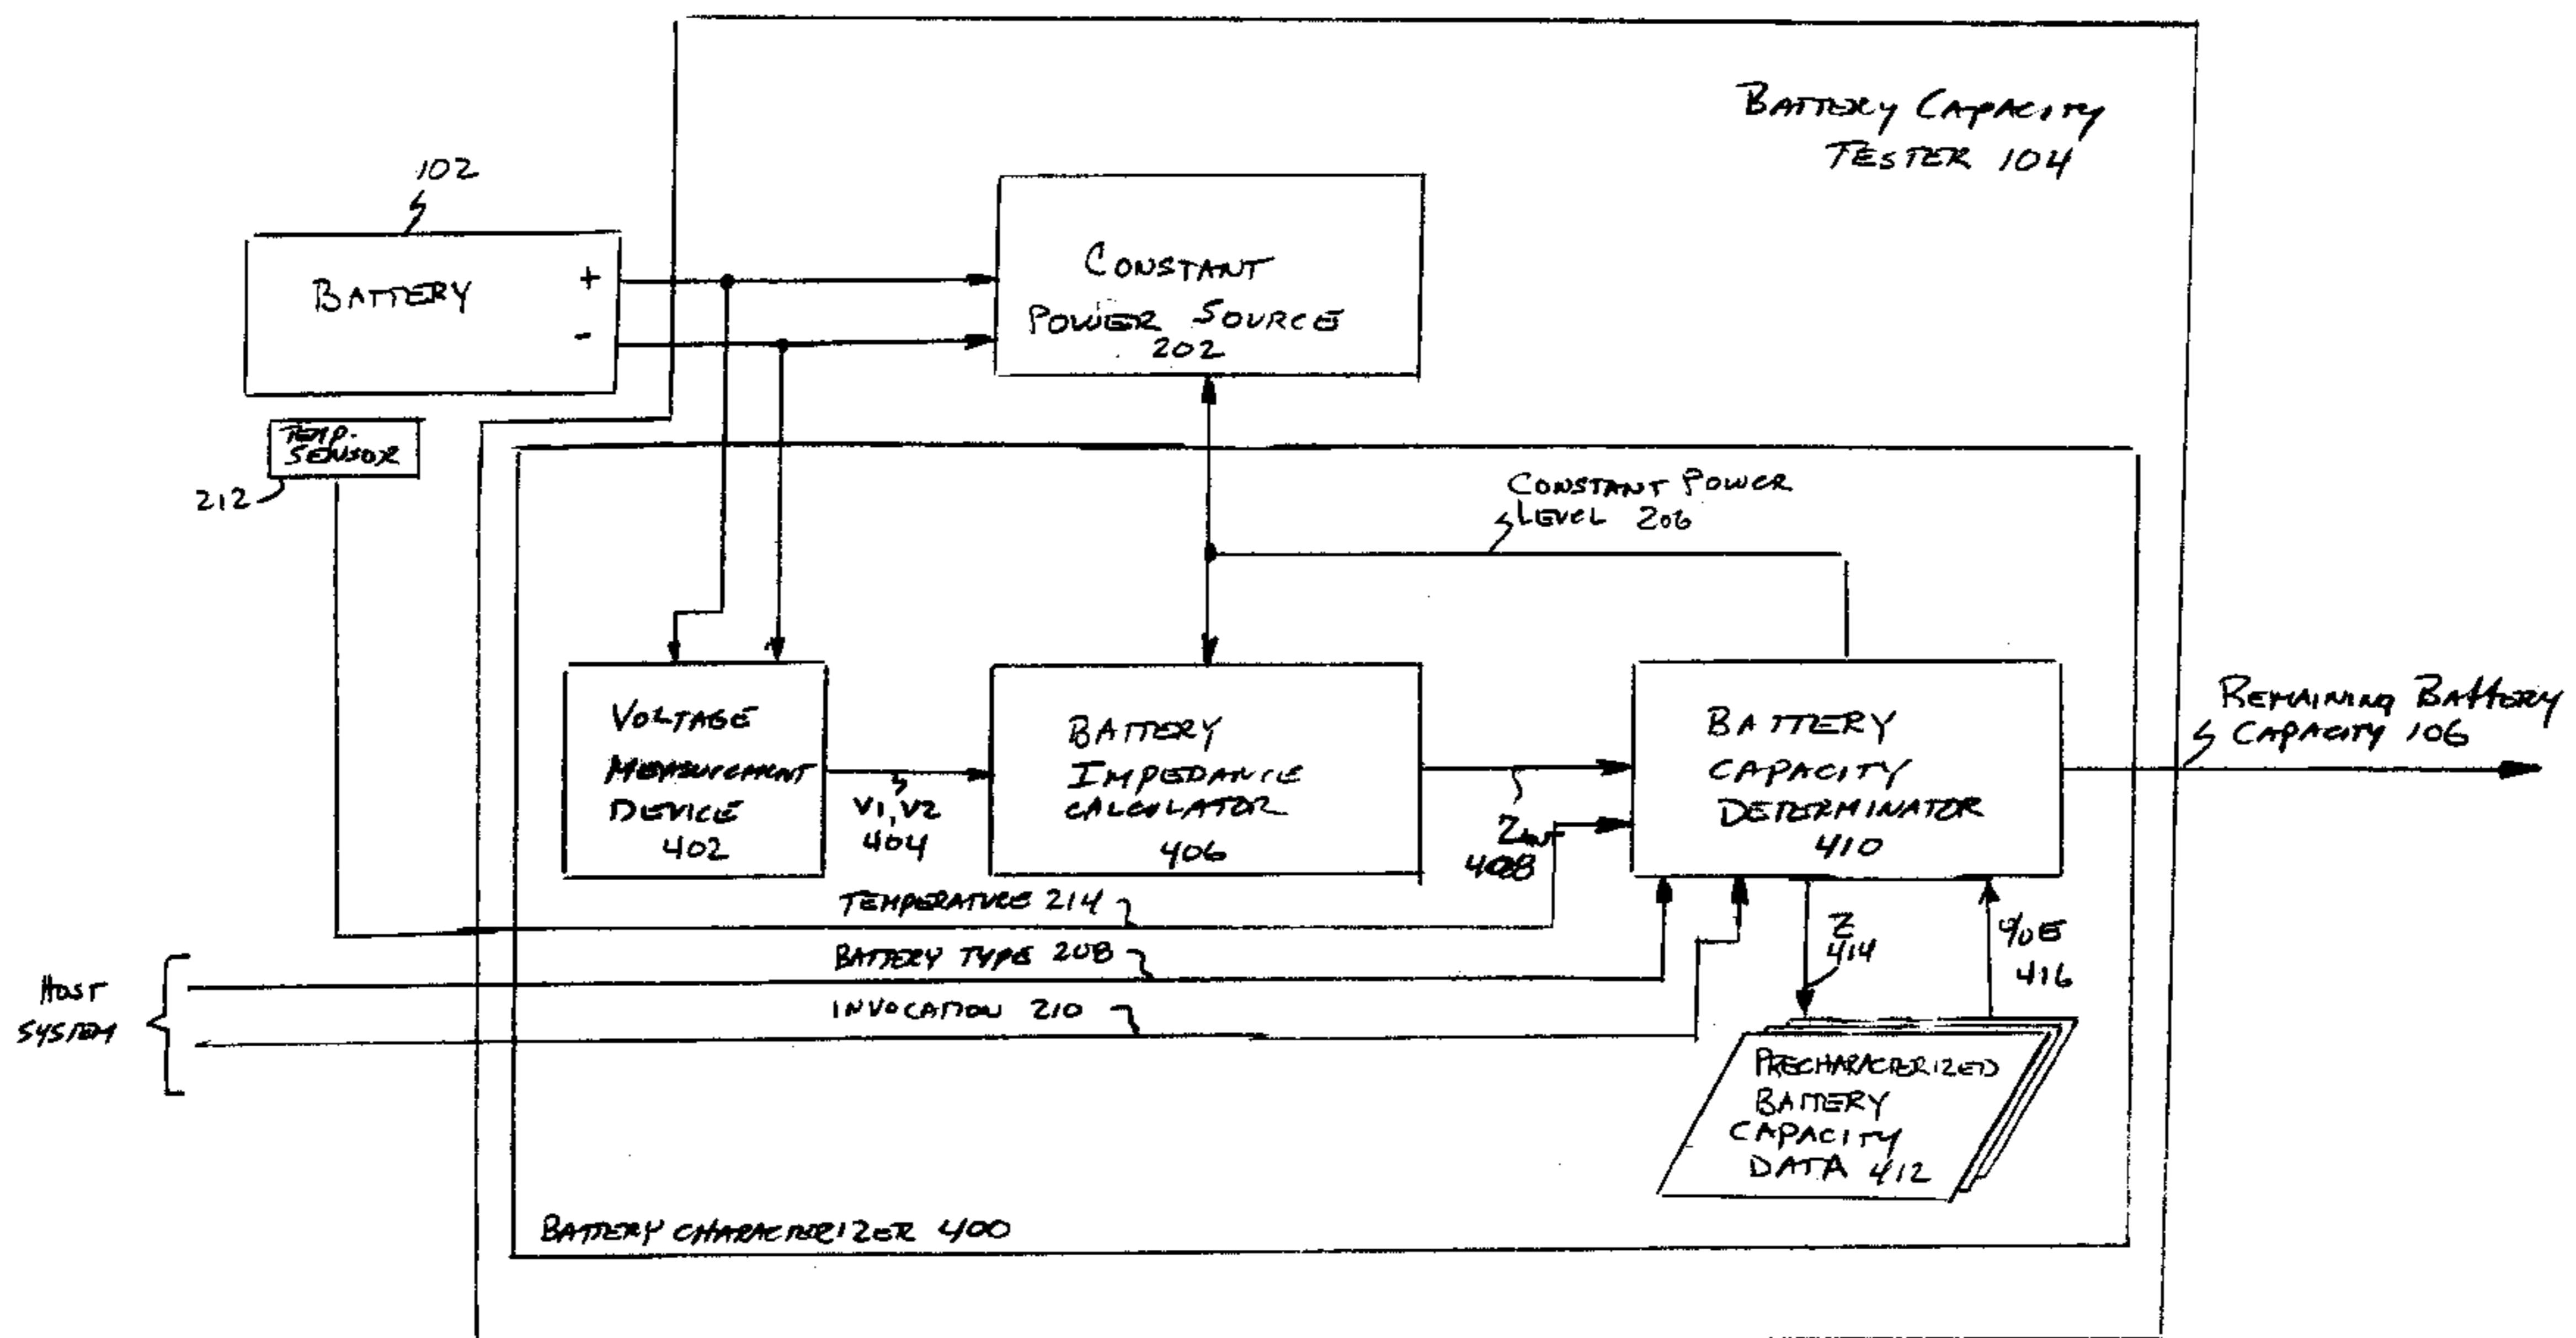 BATTERY CAPACITY
TESTER 104
102
BATTERY
+
-
CONSTANT
POWER SOURCE
202
TEMP.
SENSOR
212
CONSTANT POWER
LEVEL 206
VOLTAGE
MEASUREMENT
DEVICE
402
V1, V2
404
BATTERY
IMPEDANCE
CALCULATOR
406
408
BATTERY
CAPACITY
DETERMINATOR
410
REMAINING BATTERY
CAPACITY 106
TEMPERATURE 214
BATTERY TYPE 208
INVOCATION 210
HOST
SYSTEM
Z
414
416
PRECHARACTERIZED
BATTERY
CAPACITY
DATA 412
BATTERY CHARACTERIZER 400